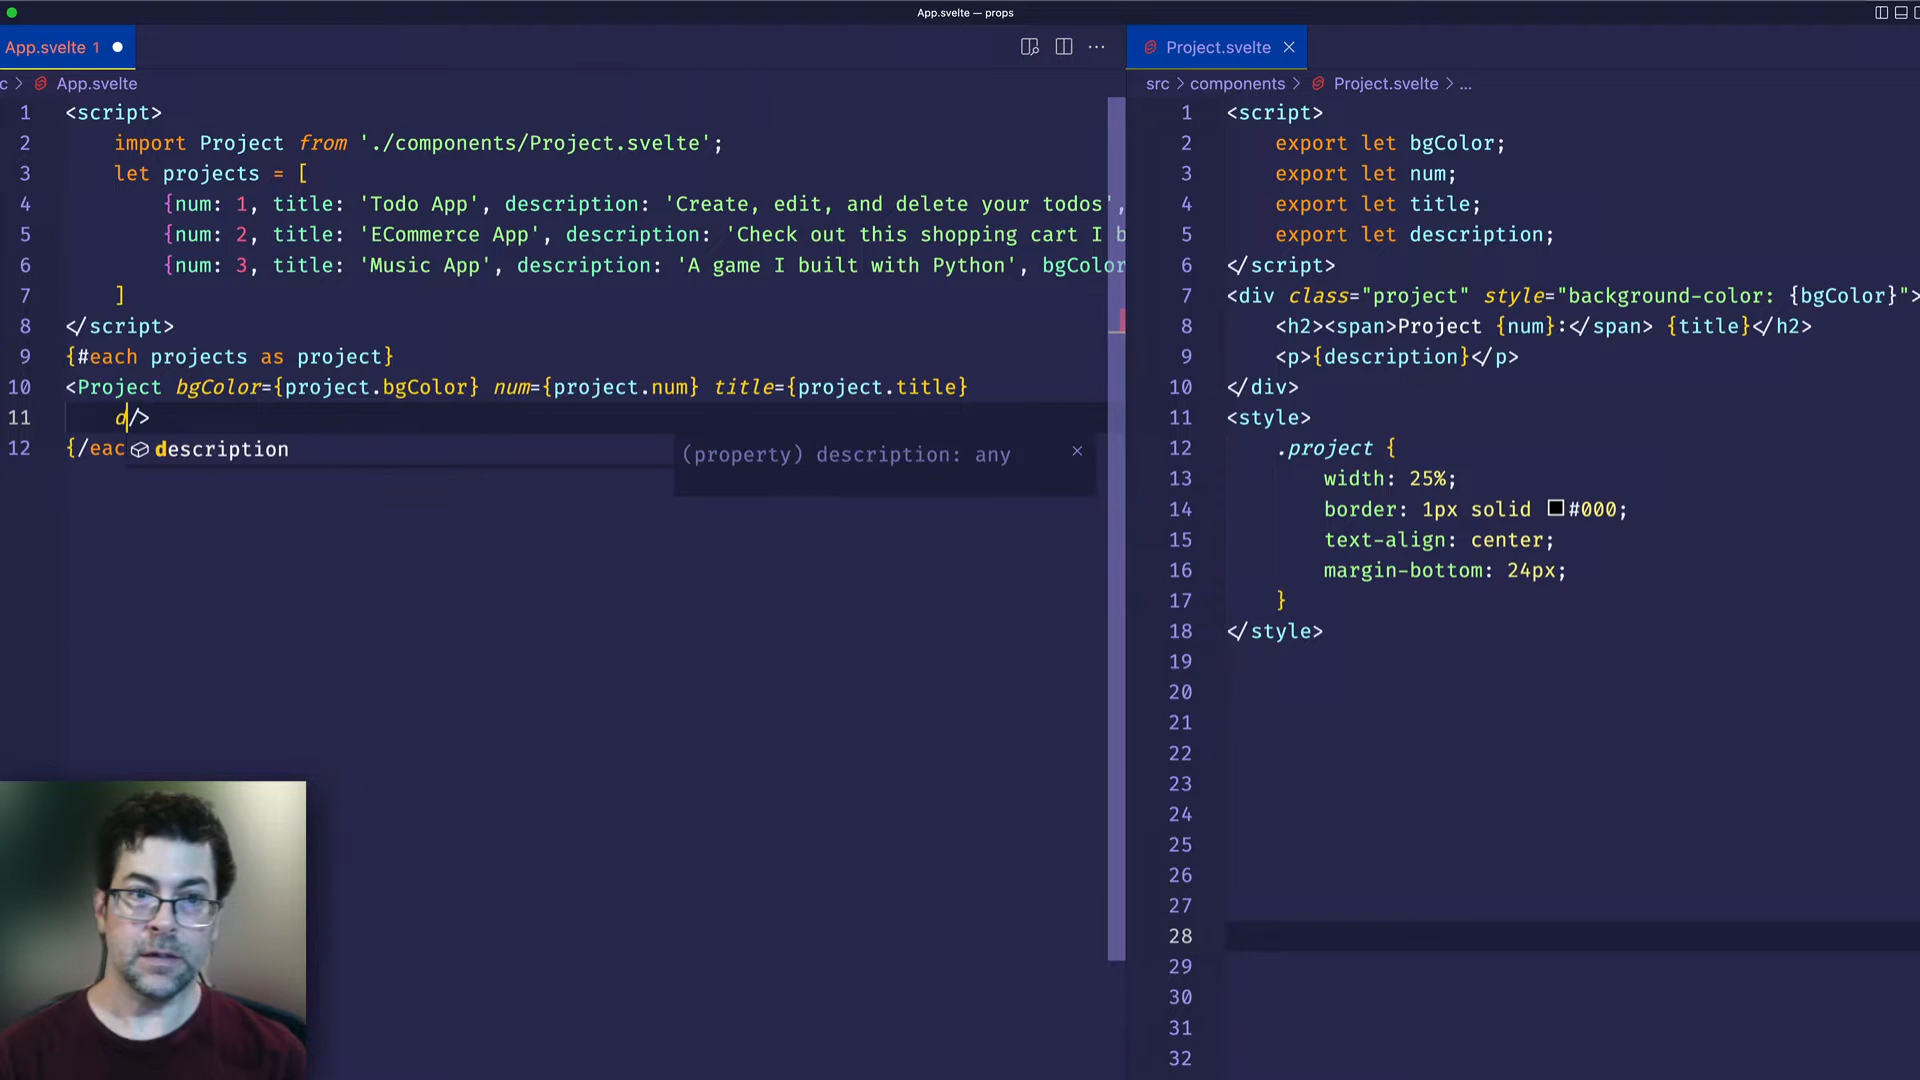 App.svelte — props
App.svelte 1
c > App.svelte
1 <script>
2 import Project from './components/Project.svelte';
3 let projects = [
4 {num: 1, title: 'Todo App', description: 'Create, edit, and delete your todos',
5 {num: 2, title: 'ECommerce App', description: 'Check out this shopping cart I b
6 {num: 3, title: 'Music App', description: 'A game I built with Python', bgColor
7 ]
8 </script>
9 {#each projects as project}
10 <Project bgColor={project.bgColor} num={project.num} title={project.title}
11 d/>
12 {/eac
description
(property) description: any
Project.svelte
src > components > Project.svelte > ...
1 <script>
2 export let bgColor;
3 export let num;
4 export let title;
5 export let description;
6 </script>
7 <div class="project" style="background-color: {bgColor}">
8 <h2><span>Project {num}:</span> {title}</h2>
9 <p>{description}</p>
10 </div>
11 <style>
12 .project {
13 width: 25%;
14 border: 1px solid #000;
15 text-align: center;
16 margin-bottom: 24px;
17 }
18 </style>
19
20
21
22
23
24
25
26
27
28
29
30
31
32